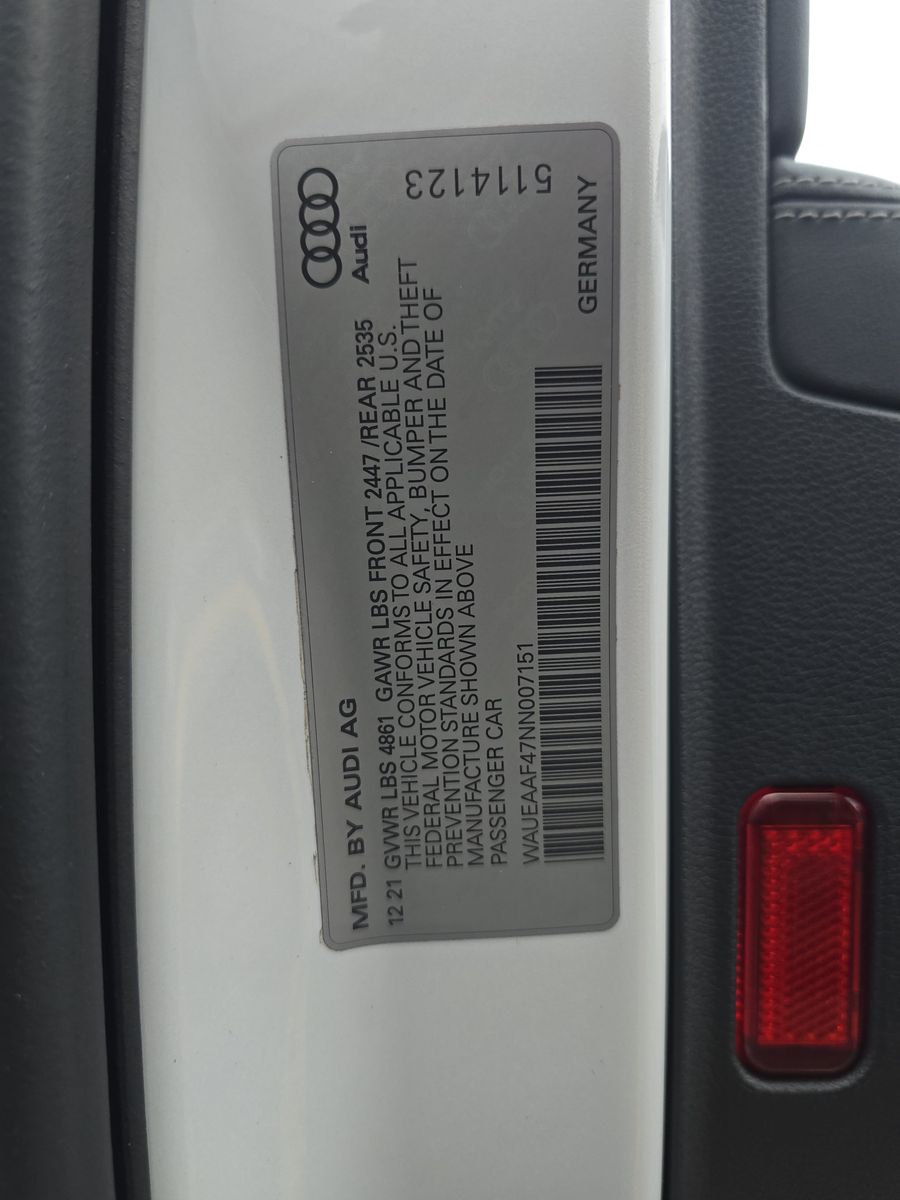 MFD. BY AUDI AG
Audi
12 21 GVWR LBS 4861 GAWR LBS FRONT 2447 /REAR 2535
THIS VEHICLE CONFORMS TO ALL APPLICABLE U.S.
FEDERAL MOTOR VEHICLE SAFETY, BUMPER AND THEFT
PREVENTION STANDARDS IN EFFECT ON THE DATE OF
MANUFACTURE SHOWN ABOVE
PASSENGER CAR
WAUEAAF47NN007151
GERMANY
5114123